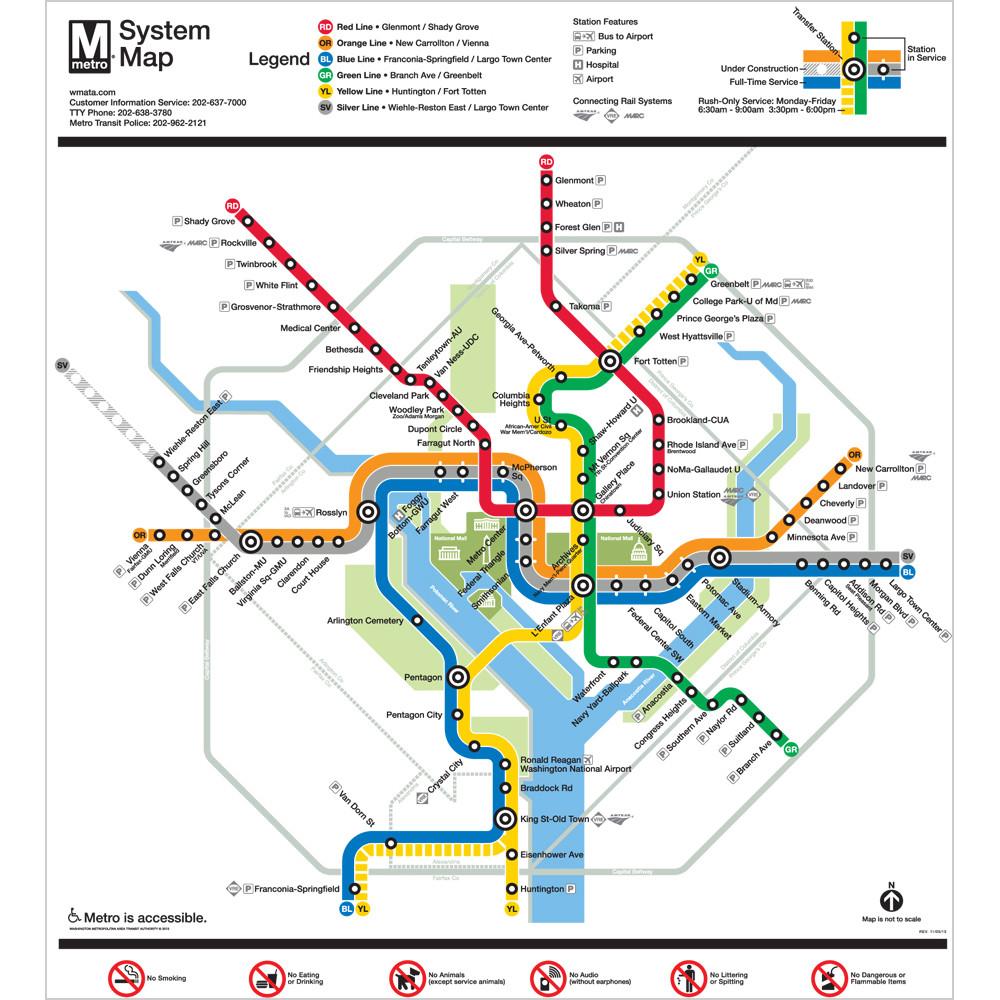 M
metro
System
Map
wmata.com
Customer Information Service: 202-637-7000
TTY Phone: 202-638-3780
Metro Transit Police: 202-962-2121
Legend
RD Red Line • Glenmont / Shady Grove
OR Orange Line • New Carrollton / Vienna
BL Blue Line • Franconia-Springfield / Largo Town Center
GR Green Line • Branch Ave / Greenbelt
YL Yellow Line • Huntington / Fort Totten
SV Silver Line • Wiehle-Reston East / Largo Town Center
Station Features
Bus to Airport
P Parking
H Hospital
Airport
Connecting Rail Systems
AMTRAK VRE MARC
Transfer Station
Station
in Service
Under Construction
Full-Time Service
Rush-Only Service: Monday-Friday
6:30am - 9:00am 3:30pm - 6:00pm
RD
Glenmont P
Wheaton P
Forest Glen P H
Silver Spring P MARC
Takoma P
RD
P Shady Grove
AMTRAK MARC P Rockville
P Twinbrook
P White Flint
P Grosvenor-Strathmore
Medical Center
Bethesda
Friendship Heights
Tenleytown-AU
Van Ness-UDC
Cleveland Park
Woodley Park
Zoo/Adams Morgan
Dupont Circle
Farragut North
Capital Beltway
Montgomery Co
Prince George's Co
YL
GR
Greenbelt P MARC
College Park-U of Md P MARC
Prince George's Plaza P
West Hyattsville P
Fort Totten P
Georgia Ave-Petworth
Columbia
Heights
U St
African-Amer Civil
War Mem'l/Cardozo
Shaw-Howard U
H
Mt Vernon Sq
7th St-Convention Center
Gallery Place
Chinatown
Brookland-CUA
Rhode Island Ave P
Brentwood
NoMa-Gallaudet U
Union Station MARC AMTRAK VRE
Judiciary Sq
SV
Wiehle-Reston East P
Spring Hill
Greensboro
Tysons Corner
McLean
OR
Vienna
Fairfax-GMU
P
Dunn Loring
Merrifield
P
West Falls Church
VT/UVA
P
East Falls Church
P
Ballston-MU
Virginia Sq-GMU
Clarendon
Court House
Rosslyn
H Foggy
Bottom-GWU
Farragut West
McPherson
Sq
Metro Center
Federal Triangle
Smithsonian
National Mall
National Mall
Archives
Navy Mem'l-Penn Quarter
L'Enfant Plaza
VRE
Federal Center SW
Capitol South
Eastern Market
Potomac Ave
Stadium-Armory
OR
New Carrollton P
MARC
AMTRAK
Landover P
Cheverly P
Deanwood P
Minnesota Ave P
SV
BL
Benning Rd
Capitol Heights P
Addison Rd P
Seat Pleasant
Morgan Blvd P
Largo Town Center P
Arlington Cemetery
Potomac River
Pentagon
Pentagon City
Crystal City
VRE
Ronald Reagan
Washington National Airport
Braddock Rd
King St-Old Town VRE AMTRAK
Eisenhower Ave
Huntington P
YL
P Van Dorn St
VRE P Franconia-Springfield
BL
YL
Alexandria
Fairfax Co
Capital Beltway
Waterfront
Navy Yard-Ballpark
Anacostia River
P Anacostia
Congress Heights
P Southern Ave
P Naylor Rd
P Suitland
P Branch Ave
GR
N
Map is not to scale
Metro is accessible.
WASHINGTON METROPOLITAN AREA TRANSIT AUTHORITY © 2013
No Smoking
No Eating
or Drinking
No Animals
(except service animals)
No Audio
(without earphones)
No Littering
or Spitting
No Dangerous or
Flammable Items